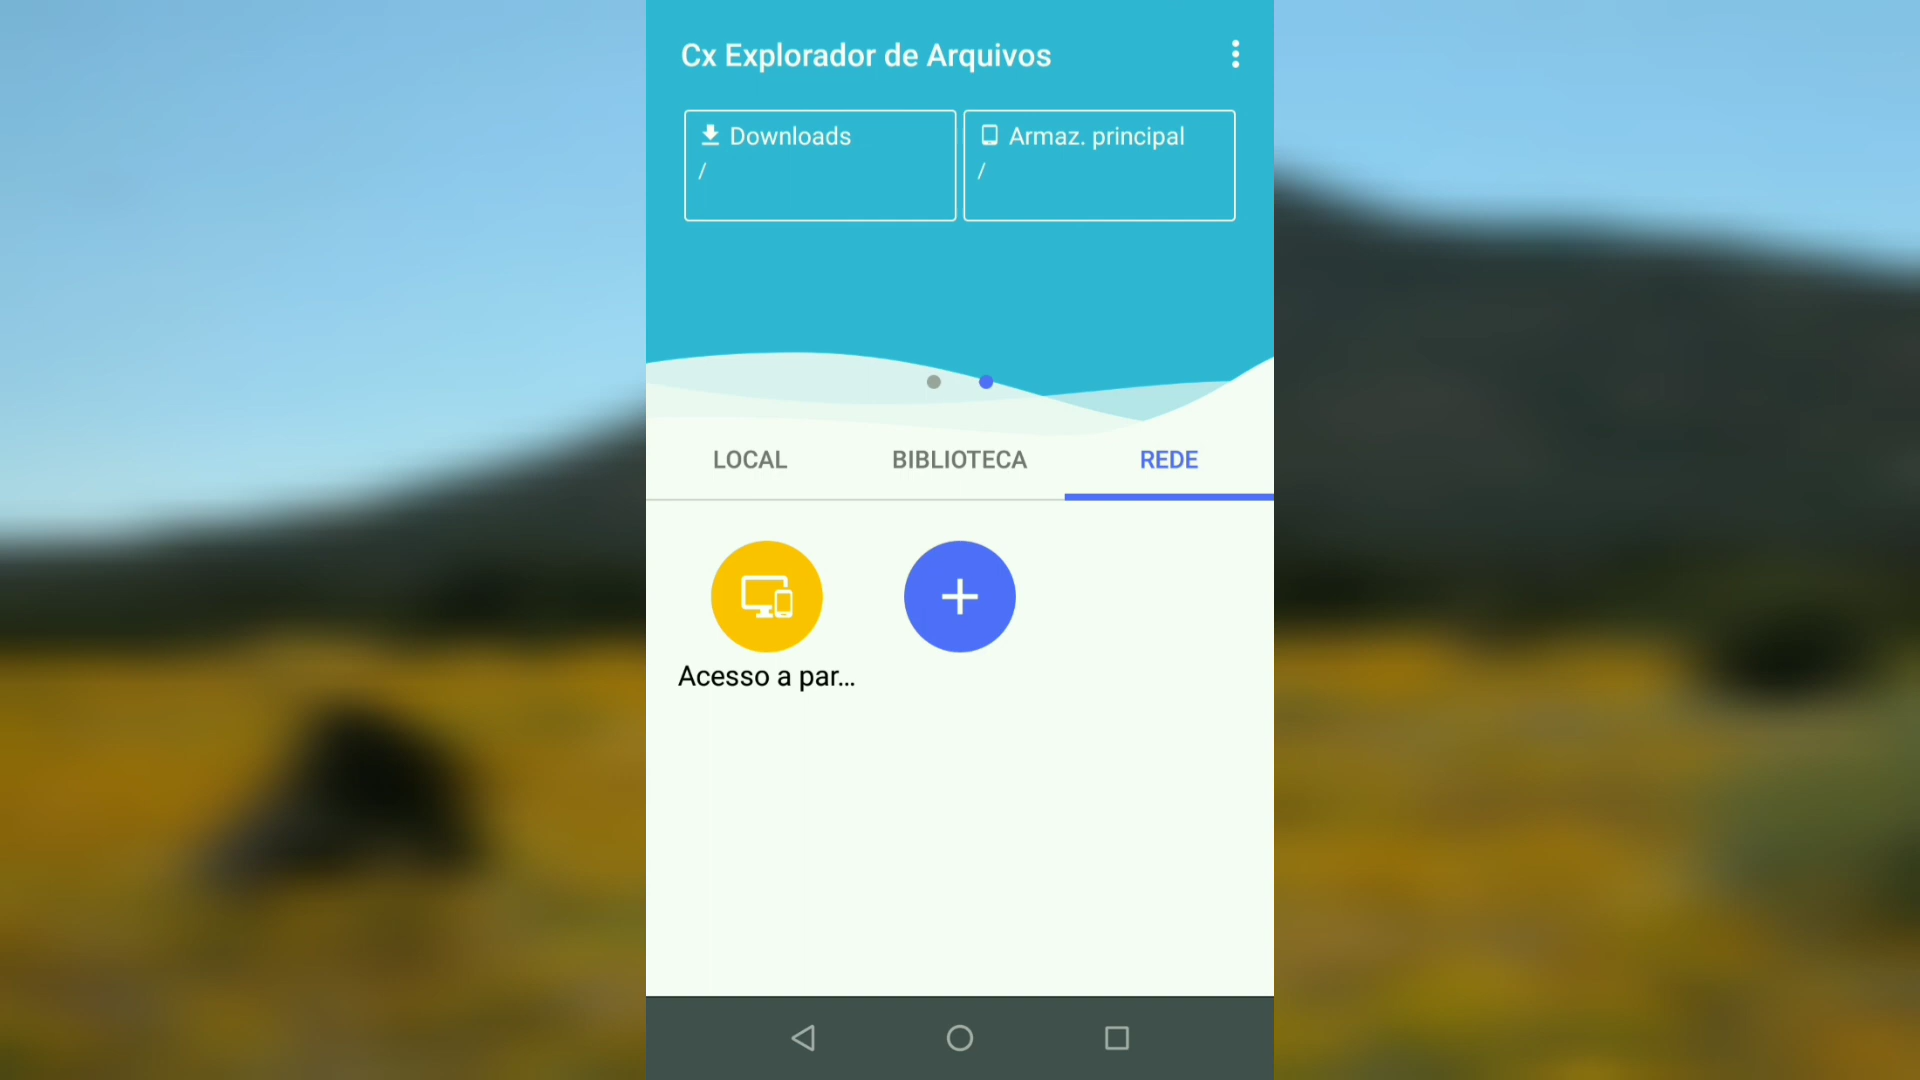 Cx Explorador de Arquivos
Downloads
/
Armaz. principal
/
LOCAL
BIBLIOTECA
REDE
Acesso a par...